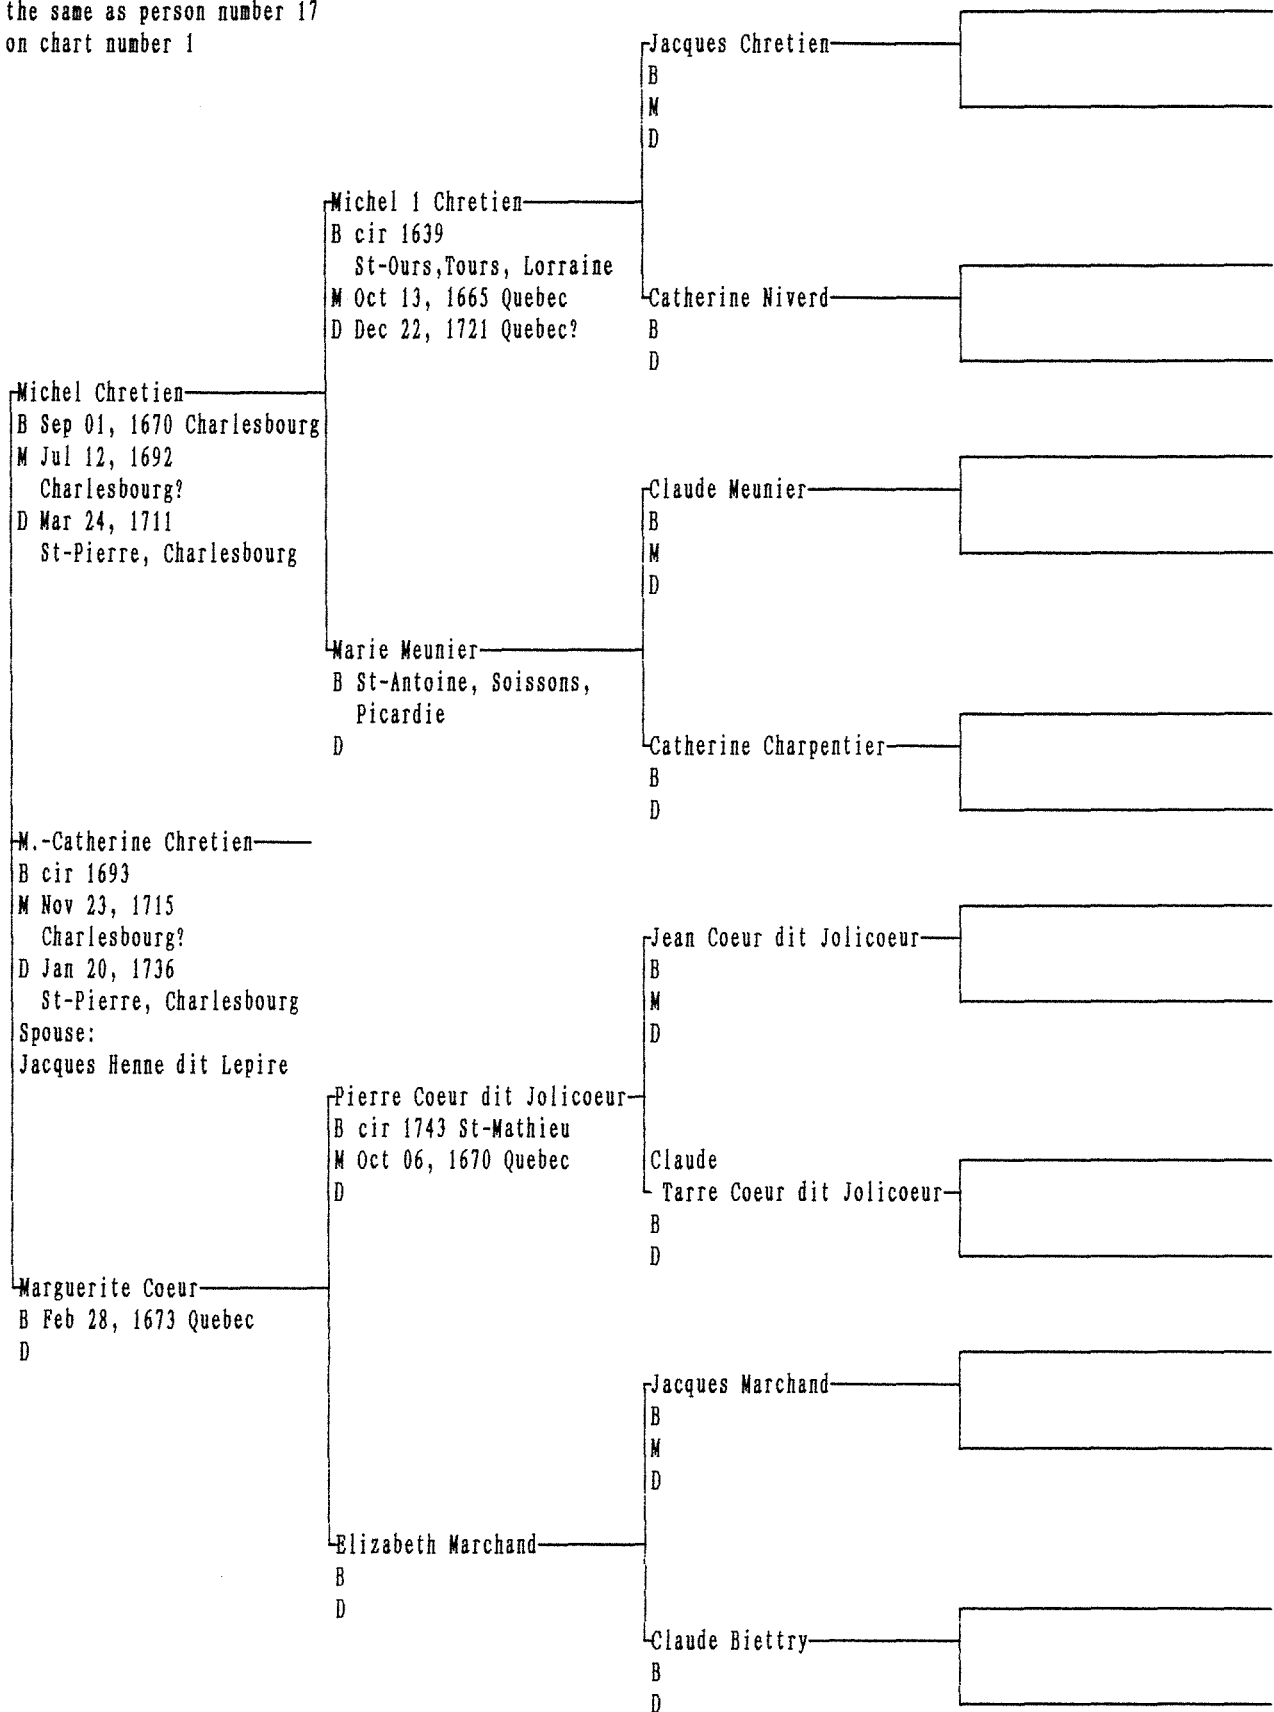 the same as person number 17
on chart number 1
Jacques Chretien
B
M
D
Michel 1 Chretien
B cir 1639
St-Ours,Tours, Lorraine
M Oct 13, 1665 Quebec
D Dec 22, 1721 Quebec?
Catherine Niverd
B
D
Michel Chretien
B Sep 01, 1670 Charlesbourg
M Jul 12, 1692
Charlesbourg?
D Mar 24, 1711
St-Pierre, Charlesbourg
Claude Meunier
B
M
D
Marie Meunier
B St-Antoine, Soissons,
Picardie
D
Catherine Charpentier
B
D
M.-Catherine Chretien
B cir 1693
M Nov 23, 1715
Charlesbourg?
D Jan 20, 1736
St-Pierre, Charlesbourg
Spouse:
Jacques Henne dit Lepire
Jean Coeur dit Jolicoeur
B
M
D
Pierre Coeur dit Jolicoeur
B cir 1743 St-Mathieu
M Oct 06, 1670 Quebec
D
Claude
Tarre Coeur dit Jolicoeur
B
D
Marguerite Coeur
B Feb 28, 1673 Quebec
D
Jacques Marchand
B
M
D
Elizabeth Marchand
B
D
Claude Biettry
B
D